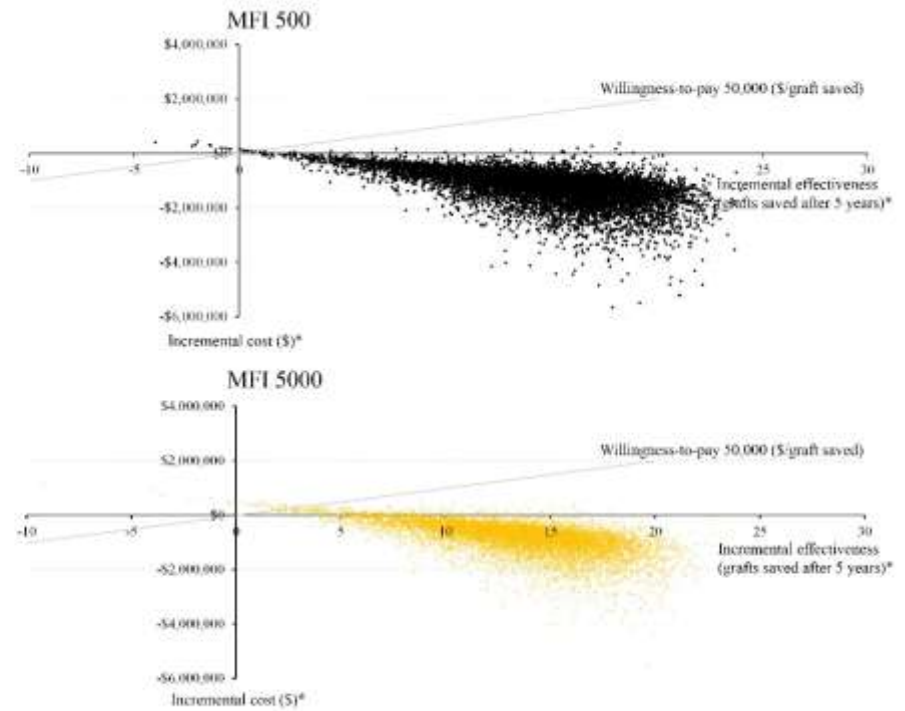 MFI 500
$4,000,000
Willingness-to-pay 50,000 ($/graft saved)
$2,000,000
$0
-10 -5 0 5 10 15 20 25 30
Incremental effectiveness
(grafts saved after 5 years)*
-$2,000,000
-$4,000,000
-$6,000,000
Incremental cost ($)*
MFI 5000
$4,000,000
Willingness-to-pay 50,000 ($/graft saved)
$2,000,000
$0
-10 -5 0 5 10 15 20 25 30
Incremental effectiveness
(grafts saved after 5 years)*
-$2,000,000
-$4,000,000
-$6,000,000
Incremental cost ($)*